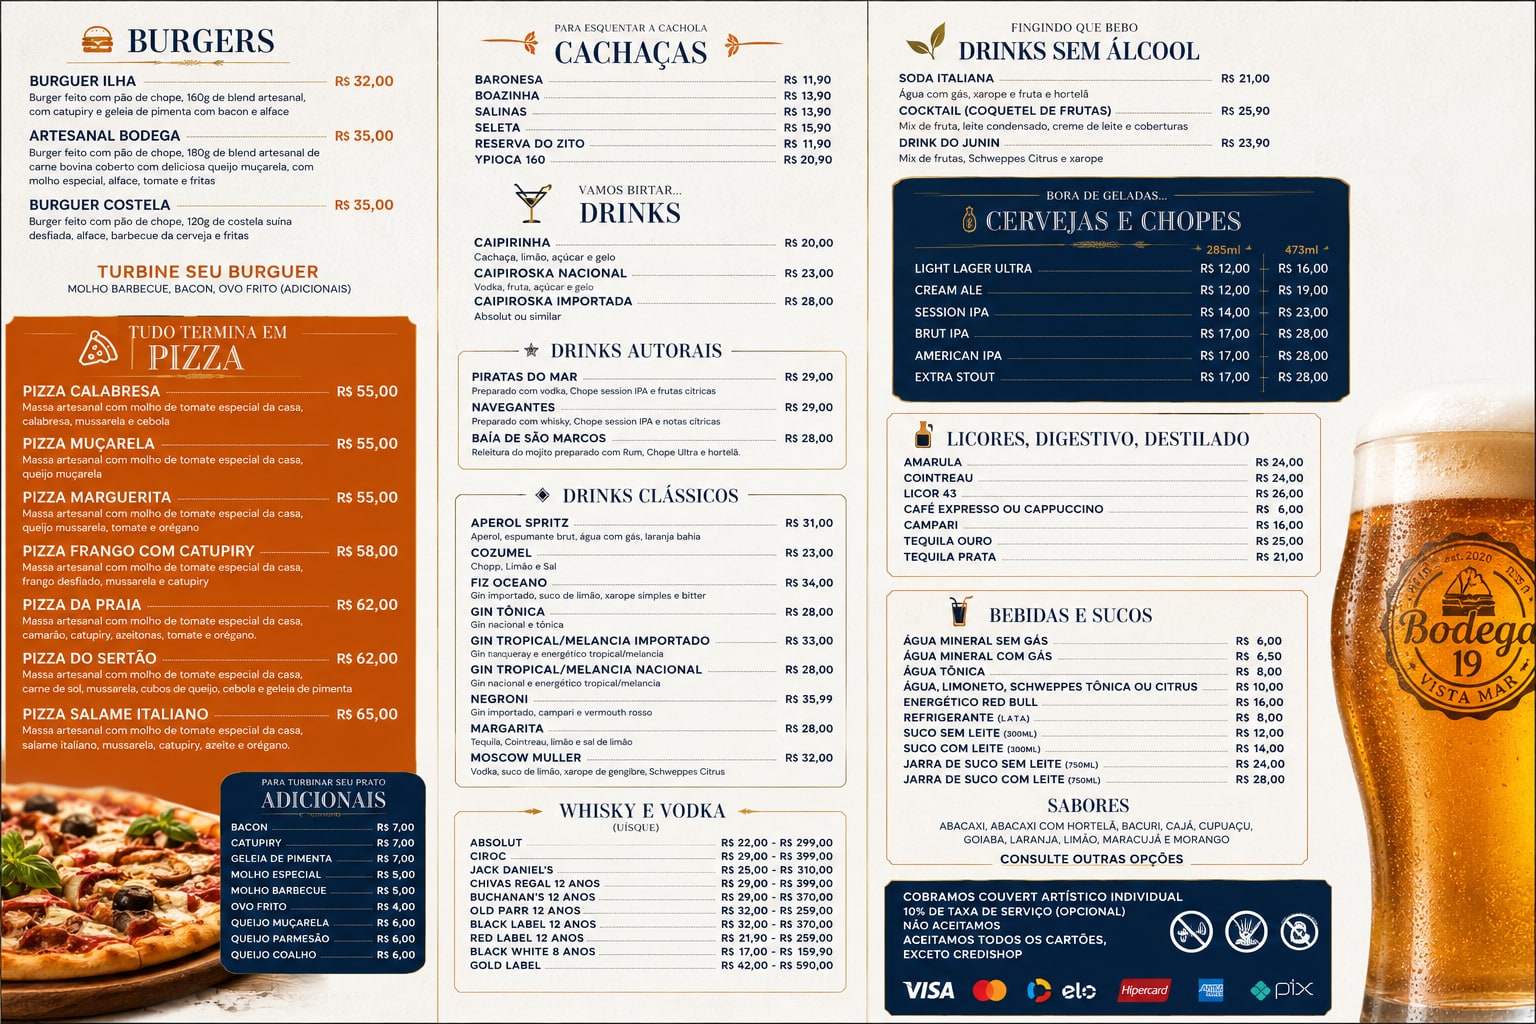 BURGERS
BURGUER ILHA R$ 32,00
Burger feito com pão de chope, 160g de blend artesanal,
com catupiry e geleia de pimenta com bacon e alface
ARTESANAL BODEGA R$ 35,00
Burger feito com pão de chope, 180g de blend artesanal de
carne bovina coberto com deliciosa queijo muçarela, com
molho especial, alface, tomate e fritas
BURGUER COSTELA R$ 35,00
Burger feito com pão de chope, 120g de costela suína
desfiada, alface, barbecue da cerveja e fritas
TURBINE SEU BURGUER
MOLHO BARBECUE, BACON, OVO FRITO (ADICIONAIS)
TUDO TERMINA EM
PIZZA
PIZZA CALABRESA R$ 55,00
Massa artesanal com molho de tomate especial da casa,
calabresa, mussarela e cebola
PIZZA MUÇARELA R$ 55,00
Massa artesanal com molho de tomate especial da casa,
queijo muçarela
PIZZA MARGUERITA R$ 55,00
Massa artesanal com molho de tomate especial da casa,
queijo mussarela, tomate e orégano
PIZZA FRANGO COM CATUPIRY R$ 58,00
Massa artesanal com molho de tomate especial da casa,
frango desfiado, mussarela e catupiry
PIZZA DA PRAIA R$ 62,00
Massa artesanal com molho de tomate especial da casa,
camarão, catupiry, azeitonas, tomate e orégano.
PIZZA DO SERTÃO R$ 62,00
Massa artesanal com molho de tomate especial da casa,
carne de sol, mussarela, cubos de queijo, cebola e geleia de pimenta
PIZZA SALAME ITALIANO R$ 65,00
Massa artesanal com molho de tomate especial da casa,
salame italiano, mussarela, catupiry, azeite e orégano.
PARA TURBINAR SEU PRATO
ADICIONAIS
BACON R$ 7,00
CATUPIRY R$ 7,00
GELEIA DE PIMENTA R$ 7,00
MOLHO ESPECIAL R$ 5,00
MOLHO BARBECUE R$ 5,00
OVO FRITO R$ 4,00
QUEIJO MUÇARELA R$ 6,00
QUEIJO PARMESÃO R$ 6,00
QUEIJO COALHO R$ 6,00
PARA ESQUENTAR A CACHOLA
CACHAÇAS
BARONESA R$ 11,90
BOAZINHA R$ 13,90
SALINAS R$ 13,90
SELETA R$ 15,90
RESERVA DO ZITO R$ 11,90
YPIOCA 160 R$ 20,90
VAMOS BIRTAR...
DRINKS
CAIPIRINHA R$ 20,00
Cachaça, limão, açúcar e gelo
CAIPIROSKA NACIONAL R$ 23,00
Vodka, fruta, açúcar e gelo
CAIPIROSKA IMPORTADA R$ 28,00
Absolut ou similar
DRINKS AUTORAIS
PIRATAS DO MAR R$ 29,00
Preparado com vodka, Chope session IPA e frutas cítricas
NAVEGANTES R$ 29,00
Preparado com whisky, Chope session IPA e notas cítricas
BAÍA DE SÃO MARCOS R$ 28,00
Releitura do mojito preparado com Rum, Chope Ultra e hortelã.
DRINKS CLÁSSICOS
APEROL SPRITZ R$ 31,00
Aperol, espumante brut, água com gás, laranja bahia
COZUMEL R$ 23,00
Chopp, Limão e Sal
FIZ OCEANO R$ 34,00
Gin importado, suco de limão, xarope simples e bitter
GIN TÔNICA R$ 28,00
Gin nacional e tônica
GIN TROPICAL/MELANCIA IMPORTADO R$ 33,00
Gin tanqueray e energético tropical/melancia
GIN TROPICAL/MELANCIA NACIONAL R$ 28,00
Gin nacional e energético tropical/melancia
NEGRONI R$ 35,99
Gin importado, campari e vermouth rosso
MARGARITA R$ 28,00
Tequila, Cointreau, limão e sal de limão
MOSCOW MULLER R$ 32,00
Vodka, suco de limão, xarope de gengibre, Schweppes Citrus
WHISKY E VODKA
(UÍSQUE)
ABSOLUT R$ 22,00 - R$ 299,00
CIROC R$ 29,00 - R$ 399,00
JACK DANIEL'S R$ 25,00 - R$ 310,00
CHIVAS REGAL 12 ANOS R$ 29,00 - R$ 399,00
BUCHANAN'S 12 ANOS R$ 29,00 - R$ 370,00
OLD PARR 12 ANOS R$ 32,00 - R$ 259,00
BLACK LABEL 12 ANOS R$ 32,00 - R$ 370,00
RED LABEL 12 ANOS R$ 21,90 - R$ 259,00
BLACK WHITE 8 ANOS R$ 17,00 - R$ 159,90
GOLD LABEL R$ 42,00 - R$ 590,00
FINGINDO QUE BEBO
DRINKS SEM ÁLCOOL
SODA ITALIANA R$ 21,00
Água com gás, xarope e fruta e hortelã
COCKTAIL (COQUETEL DE FRUTAS) R$ 25,90
Mix de fruta, leite condensado, creme de leite e coberturas
DRINK DO JUNIN R$ 23,90
Mix de frutas, Schweppes Citrus e xarope
BORA DE GELADAS...
CERVEJAS E CHOPES
285ml 473ml
LIGHT LAGER ULTRA R$ 12,00 R$ 16,00
CREAM ALE R$ 12,00 R$ 19,00
SESSION IPA R$ 14,00 R$ 23,00
BRUT IPA R$ 17,00 R$ 28,00
AMERICAN IPA R$ 17,00 R$ 28,00
EXTRA STOUT R$ 17,00 R$ 28,00
LICORES, DIGESTIVO, DESTILADO
AMARULA R$ 24,00
COINTREAU R$ 24,00
LICOR 43 R$ 26,00
CAFÉ EXPRESSO OU CAPPUCCINO R$ 6,00
CAMPARI R$ 16,00
TEQUILA OURO R$ 25,00
TEQUILA PRATA R$ 21,00
BEBIDAS E SUCOS
ÁGUA MINERAL SEM GÁS R$ 6,00
ÁGUA MINERAL COM GÁS R$ 6,50
ÁGUA TÔNICA R$ 8,00
ÁGUA, LIMONETO, SCHWEPPES TÔNICA OU CITRUS R$ 10,00
ENERGÉTICO RED BULL R$ 16,00
REFRIGERANTE (LATA) R$ 8,00
SUCO SEM LEITE (300ML) R$ 12,00
SUCO COM LEITE (300ML) R$ 14,00
JARRA DE SUCO SEM LEITE (750ML) R$ 24,00
JARRA DE SUCO COM LEITE (750ML) R$ 28,00
SABORES
ABACAXI, ABACAXI COM HORTELÃ, BACURI, CAJÁ, CUPUAÇU,
GOIABA, LARANJA, LIMÃO, MARACUJÁ E MORANGO
CONSULTE OUTRAS OPÇÕES
COBRAMOS COUVERT ARTÍSTICO INDIVIDUAL
10% DE TAXA DE SERVIÇO (OPCIONAL)
NÃO ACEITAMOS
ACEITAMOS TODOS OS CARTÕES,
EXCETO CREDISHOP
VISA
elo
Hipercard
pix
est. 2020
Bodega
19
VISTA MAR